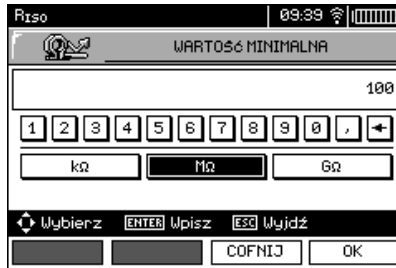 RISO 09:39
WARTOŚĆ MINIMALNA
100
1 2 3 4 5 6 7 8 9 0 ,
kΩ MΩ GΩ
Wybierz ENTER Wpisz ESC Wyjdź
COFNIJ OK